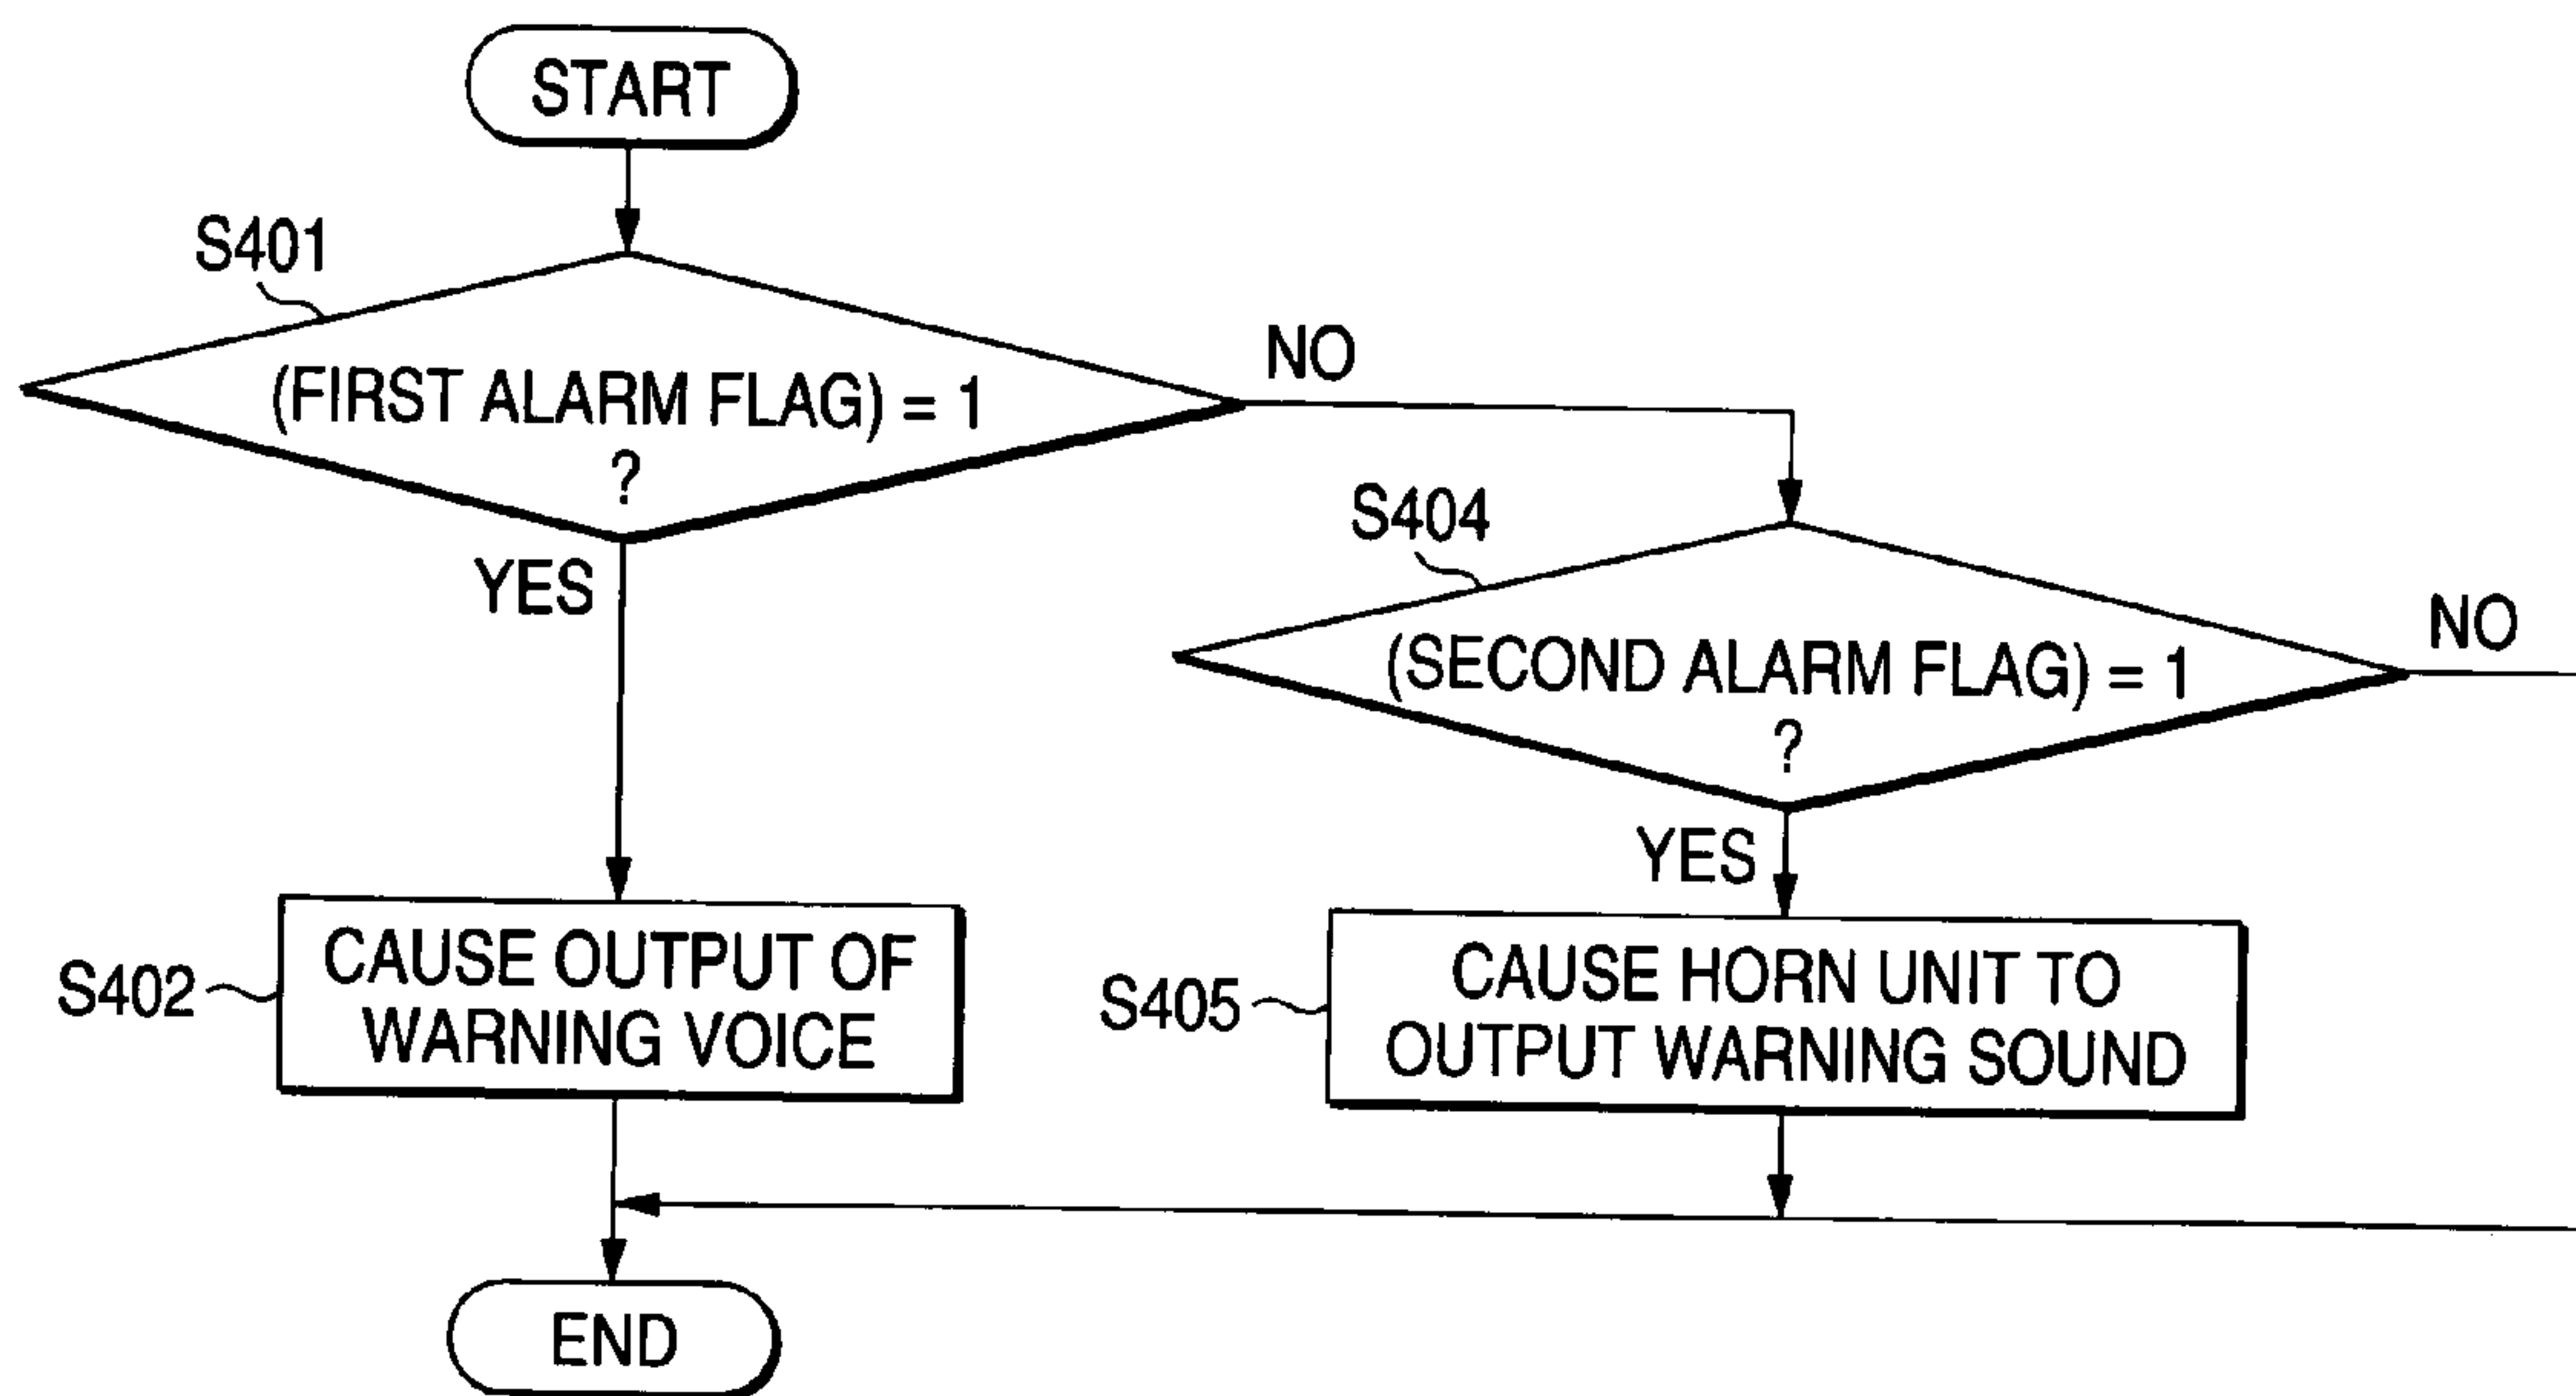 START
S401
(FIRST ALARM FLAG) = 1
?
NO
YES
S404
(SECOND ALARM FLAG) = 1
?
NO
YES
S402
CAUSE OUTPUT OF
WARNING VOICE
S405
CAUSE HORN UNIT TO
OUTPUT WARNING SOUND
END